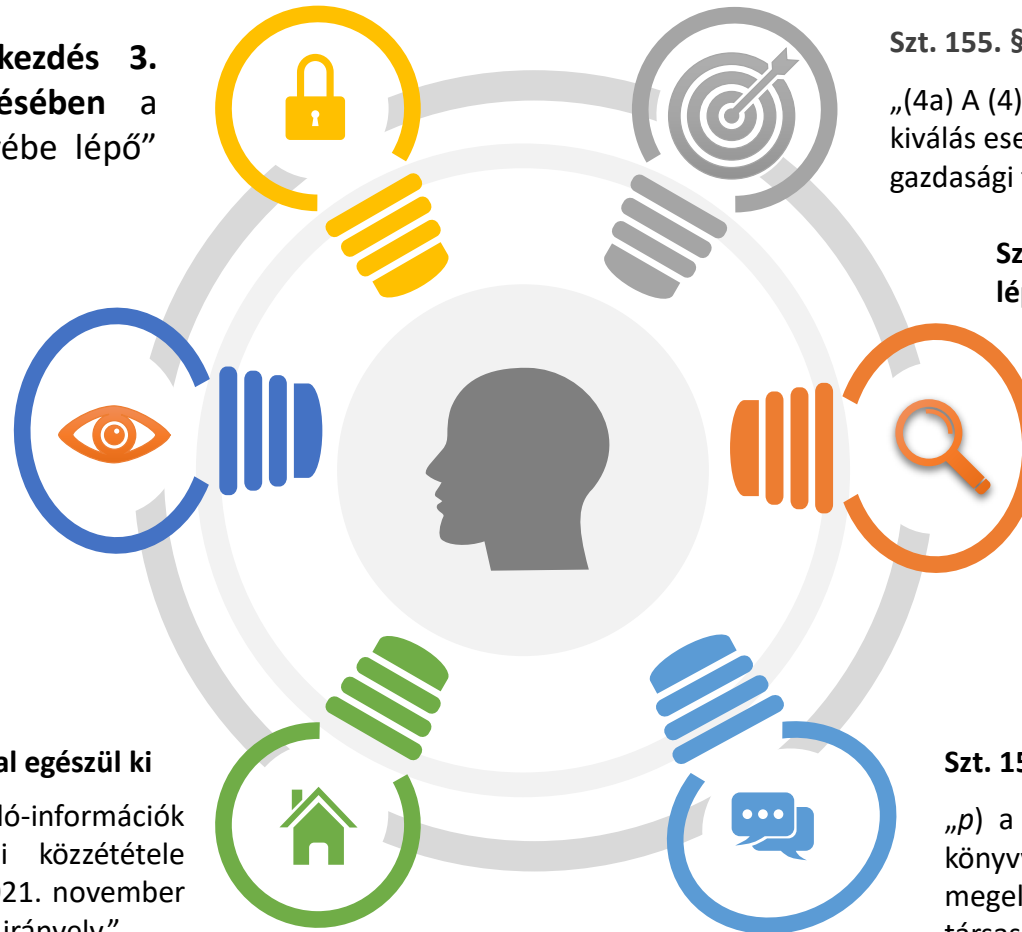 kezdés 3.
ésében a
ébe lépő”
Szt. 155. §
„(4a) A (4)
kiválás ese
gazdasági
Sz
lé
al egészül ki
ló-információk
i közzététele
21. november
irányelv.”
Szt. 15
„p) a
könyv
megel
társas